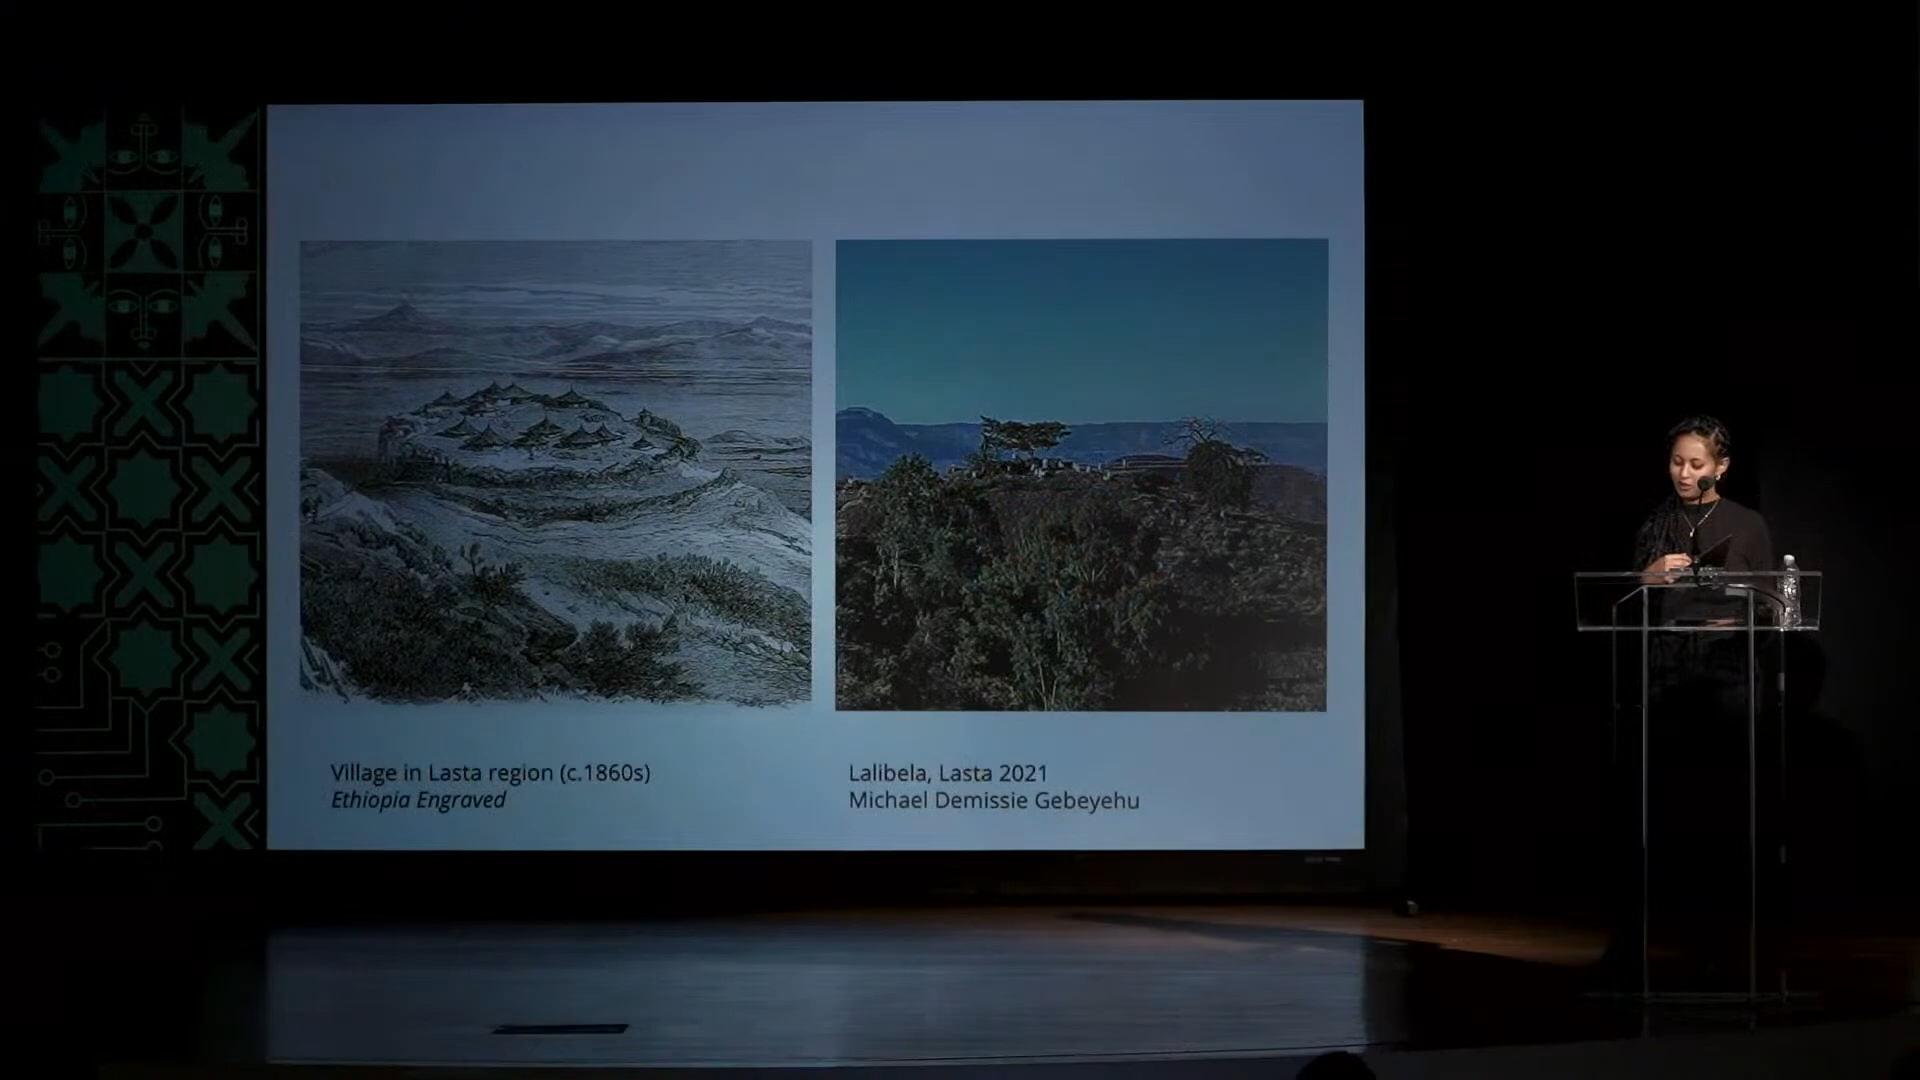 Village in Lasta region (c.1860s)
Ethiopia Engraved
Lalibela, Lasta 2021
Michael Demissie Gebeyehu